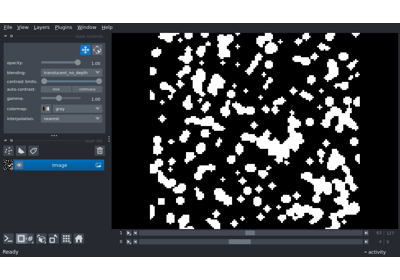 File View Layers Plugins Window Help
opacity: 1.00
blending: translucent_no_depth
contrast limits:
auto-contrast: once continuous
gamma: 1.00
colormap: gray
interpolation: nearest
Image
1
0
Ready
activity